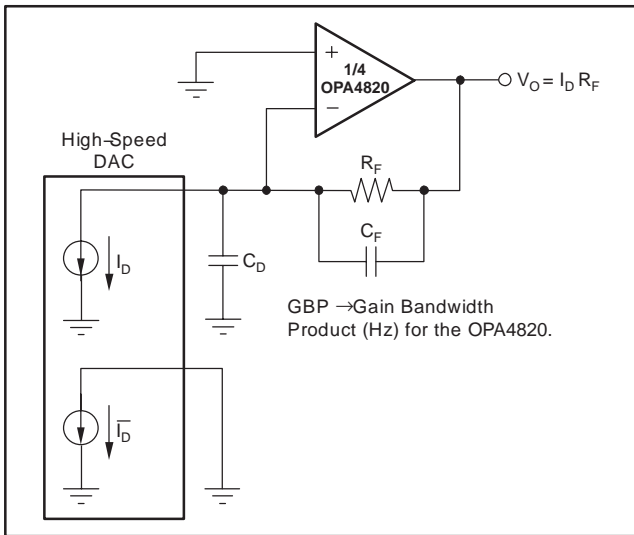 +
1/4
OPA4820
−
V_O = I_D R_F
High–Speed
DAC
R_F
C_F
I_D
C_D
GBP →Gain Bandwidth
Product (Hz) for the OPA4820.
I̅_D̅